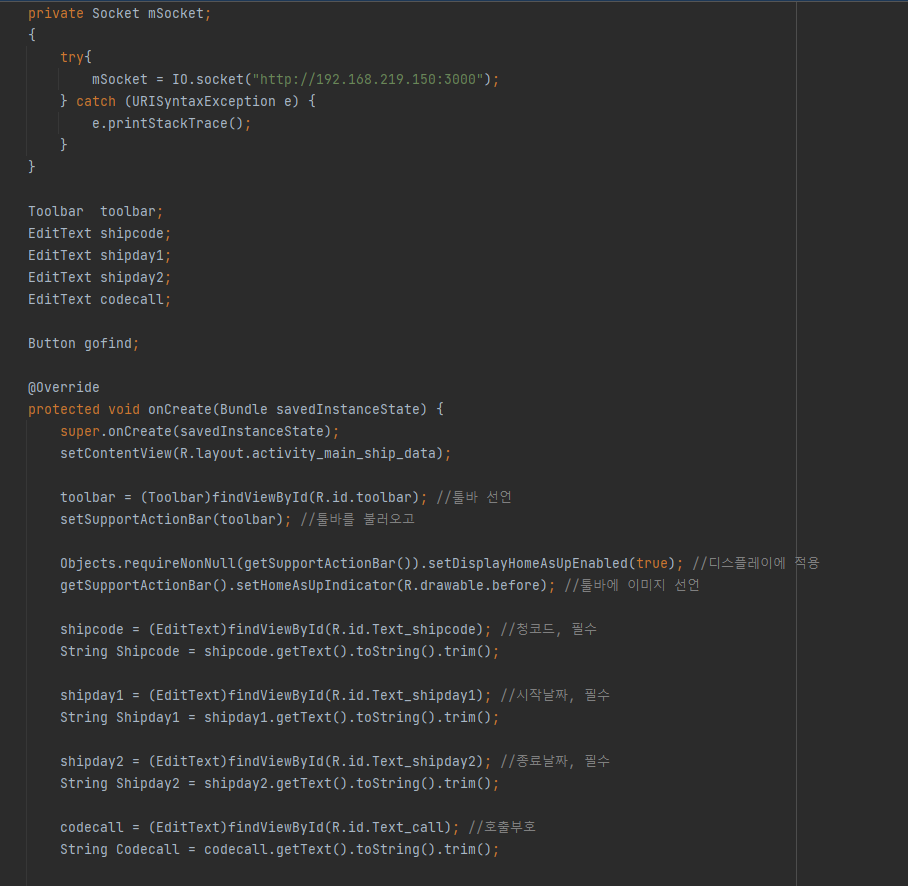 private Socket mSocket;
{
try{
mSocket = IO.socket("http://192.168.219.150:3000");
} catch (URISyntaxException e) {
e.printStackTrace();
}
}
Toolbar  toolbar;
EditText shipcode;
EditText shipday1;
EditText shipday2;
EditText codecall;
Button gofind;
@Override
protected void onCreate(Bundle savedInstanceState) {
super.onCreate(savedInstanceState);
setContentView(R.layout.activity_main_ship_data);
toolbar = (Toolbar)findViewById(R.id.toolbar); //툴바 선언
setSupportActionBar(toolbar); //툴바를 불러오고
Objects.requireNonNull(getSupportActionBar()).setDisplayHomeAsUpEnabled(true); //디스플레이에 적용
getSupportActionBar().setHomeAsUpIndicator(R.drawable.before); //툴바에 이미지 선언
shipcode = (EditText)findViewById(R.id.Text_shipcode); //청코드, 필수
String Shipcode = shipcode.getText().toString().trim();
shipday1 = (EditText)findViewById(R.id.Text_shipday1); //시작날짜, 필수
String Shipday1 = shipday1.getText().toString().trim();
shipday2 = (EditText)findViewById(R.id.Text_shipday2); //종료날짜, 필수
String Shipday2 = shipday2.getText().toString().trim();
codecall = (EditText)findViewById(R.id.Text_call); //호출부호
String Codecall = codecall.getText().toString().trim();